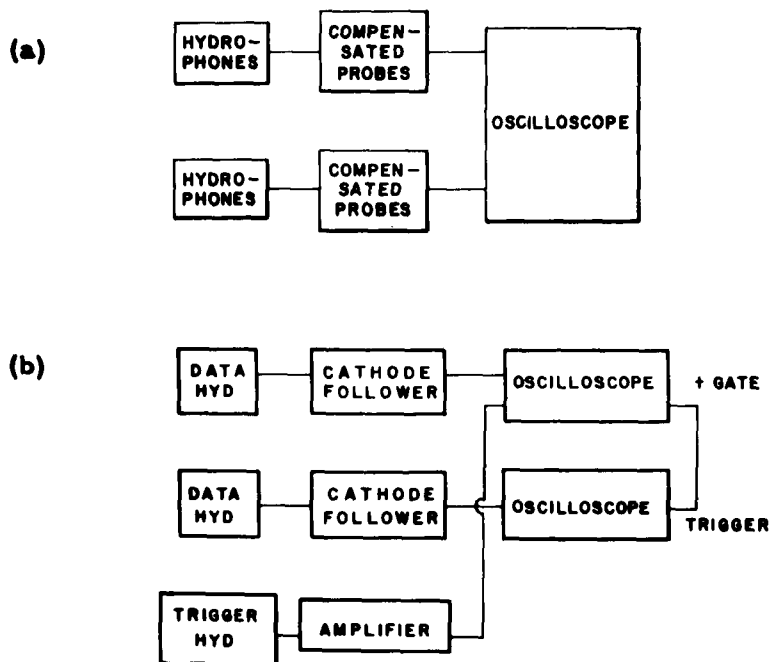 (a)
HYDRO-
PHONES
COMPEN-
SATED
PROBES
OSCILLOSCOPE
HYDRO-
PHONES
COMPEN-
SATED
PROBES
(b)
DATA
HYD
CATHODE
FOLLOWER
OSCILLOSCOPE
+ GATE
DATA
HYD
CATHODE
FOLLOWER
OSCILLOSCOPE
TRIGGER
TRIGGER
HYD
AMPLIFIER